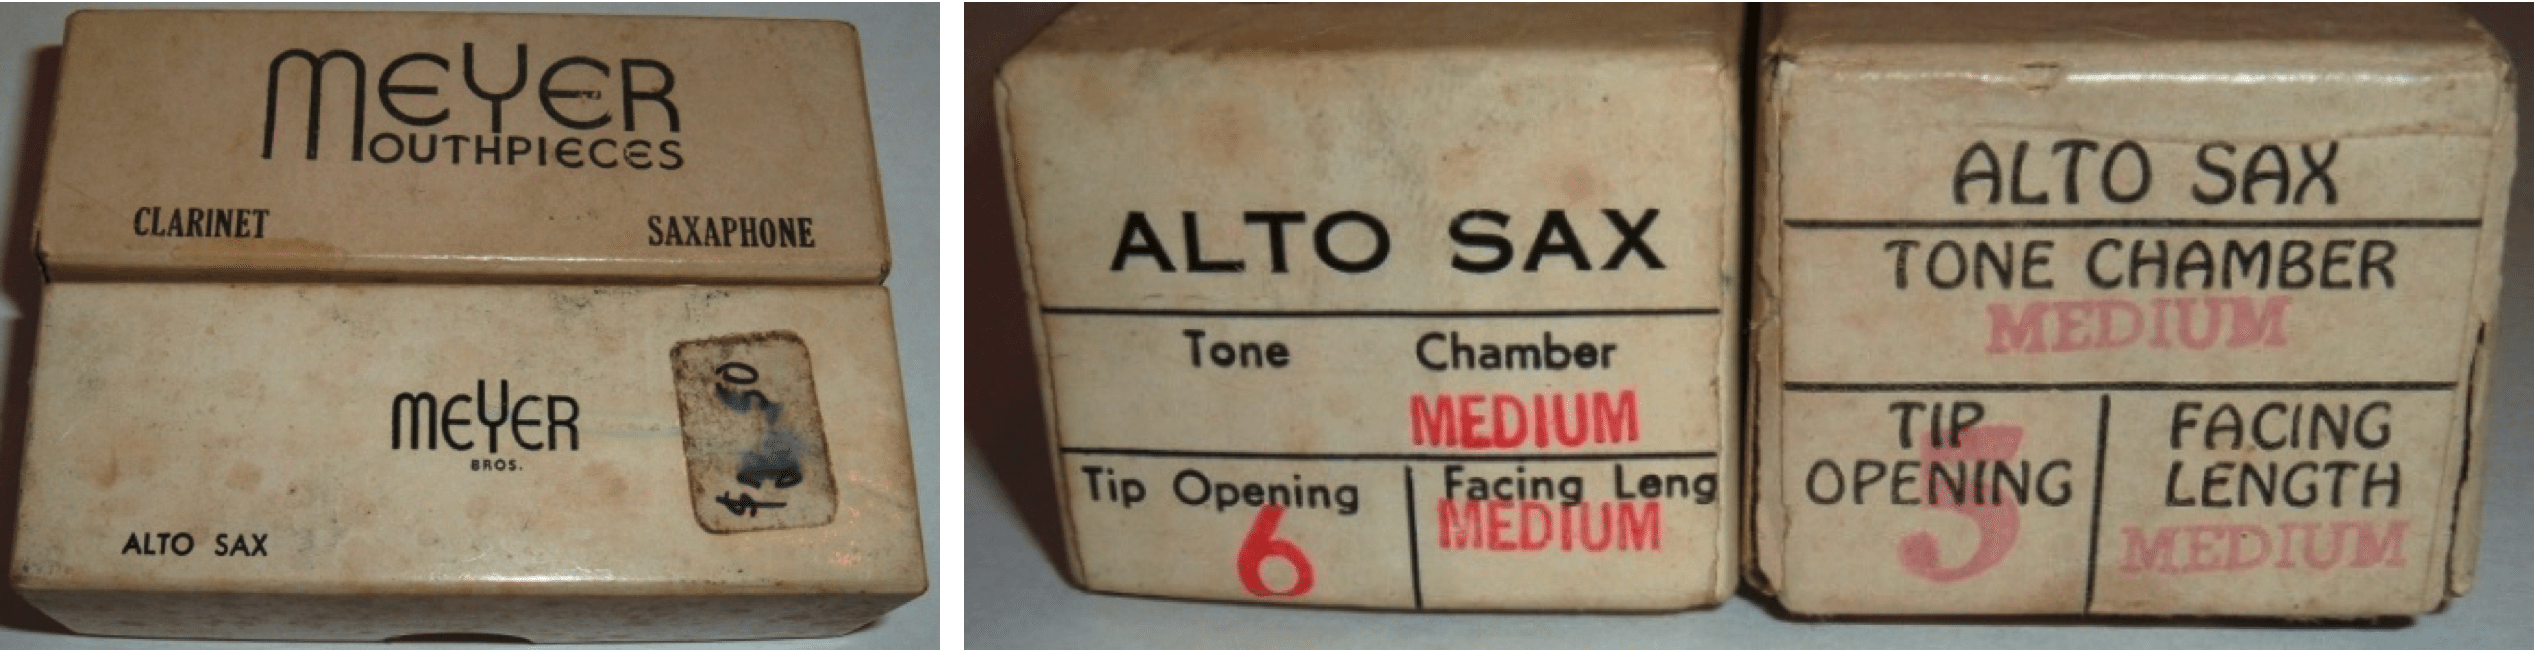 MEYER
MOUTHPIECES
CLARINET SAXAPHONE
MEYER
BROS.
ALTO SAX
50
$
ALTO SAX
Tone Chamber
MEDIUM
Tip Opening
6
Facing Leng
MEDIUM
ALTO SAX
TONE CHAMBER
MEDIUM
TIP
OPENING
5
FACING
LENGTH
MEDIUM